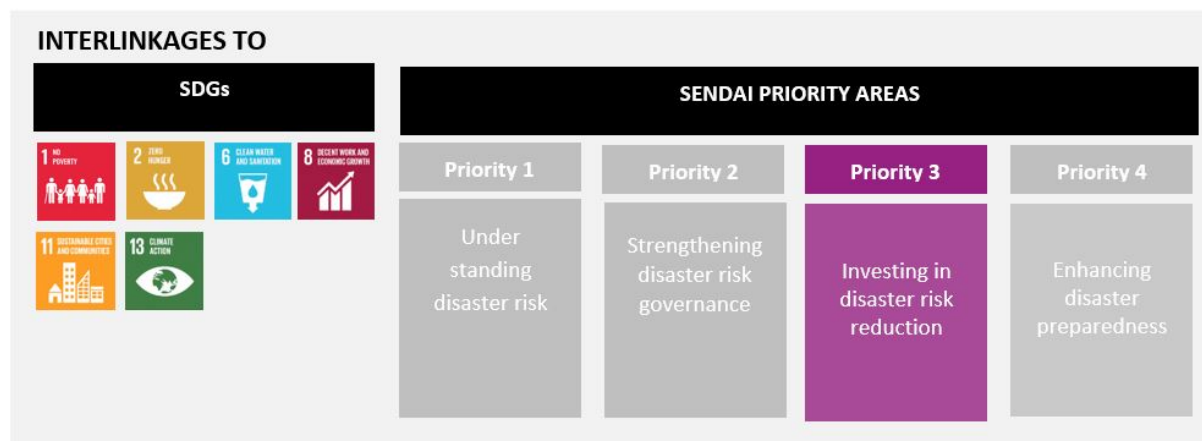 INTERLINKAGES TO
SDGs
SENDAI PRIORITY AREAS
1 NO
POVERTY
2 ZERO
HUNGER
6 CLEAN WATER
AND SANITATION
8 DECENT WORK AND
ECONOMIC GROWTH
11 SUSTAINABLE CITIES
AND COMMUNITIES
13 CLIMATE
ACTION
Priority 1
Under
standing
disaster risk
Priority 2
Strengthening
disaster risk
governance
Priority 3
Investing in
disaster risk
reduction
Priority 4
Enhancing
disaster
preparedness